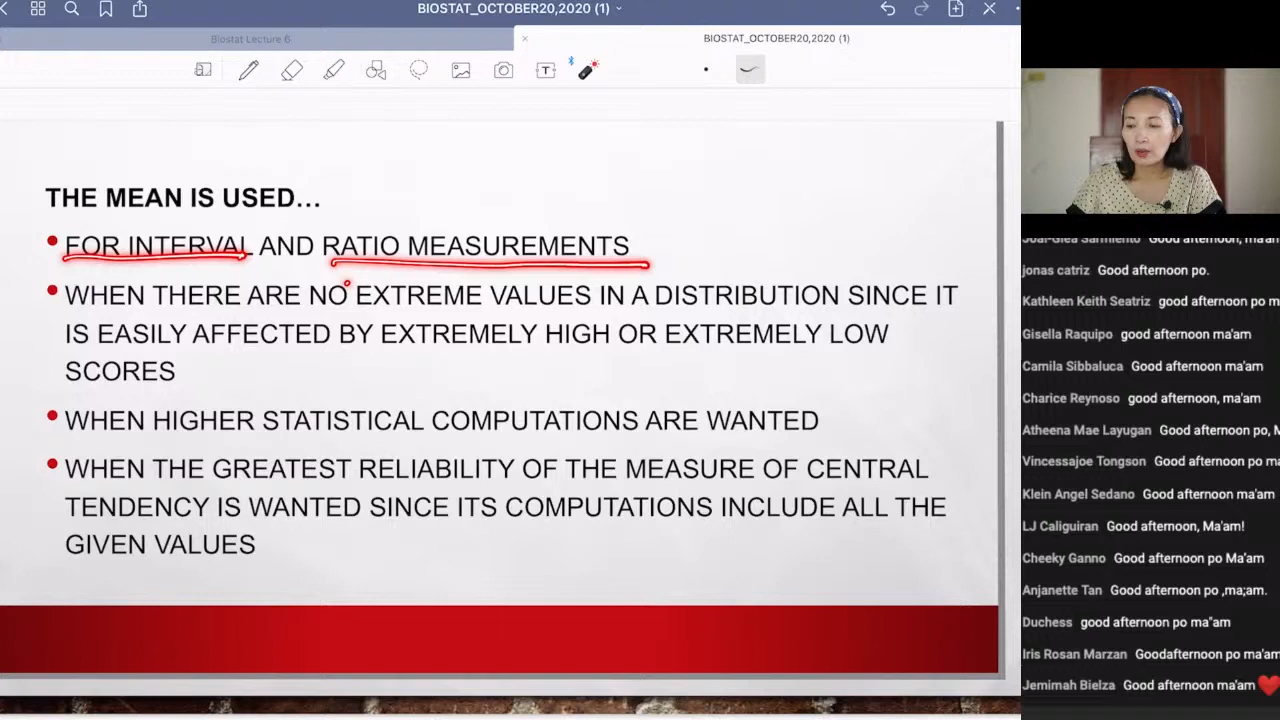 BIOSTAT_OCTOBER20,2020 (1)
Biostat Lecture 6
BIOSTAT_OCTOBER20,2020 (1)
THE MEAN IS USED…
• FOR INTERVAL AND RATIO MEASUREMENTS
• WHEN THERE ARE NO EXTREME VALUES IN A DISTRIBUTION SINCE IT
IS EASILY AFFECTED BY EXTREMELY HIGH OR EXTREMELY LOW
SCORES
• WHEN HIGHER STATISTICAL COMPUTATIONS ARE WANTED
• WHEN THE GREATEST RELIABILITY OF THE MEASURE OF CENTRAL
TENDENCY IS WANTED SINCE ITS COMPUTATIONS INCLUDE ALL THE
GIVEN VALUES
Sarmiento Good afternoon, ma'am
jonas catriz Good afternoon po.
Kathleen Keith Seatriz good afternoon po m
Gisella Raquipo good afternoon ma'am
Camila Sibbaluca Good afternoon ma'am
Charice Reynoso good afternoon, ma'am
Atheena Mae Layugan Good afternoon po, M
Vincessajoe Tongson Good afternoon po ma
Klein Angel Sedano Good afternoon ma'am
LJ Caliguiran Good afternoon, Ma'am!
Cheeky Ganno Good afternoon po Ma'am
Anjanette Tan Good afternoon po ,ma;am.
Duchess good afternoon po ma"am
Iris Rosan Marzan Goodafternoon po ma'am
Jemimah Bielza Good afternoon ma'am ❤️